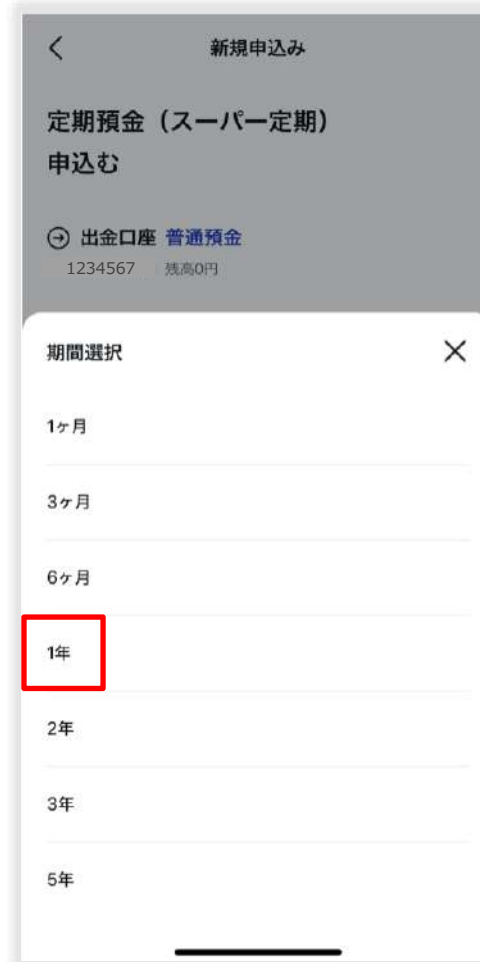 新規申込み
定期預金（スーパー定期）
申込む
出金口座 普通預金
1234567 残高0円
期間選択
1ヶ月
3ヶ月
6ヶ月
1年
2年
3年
5年